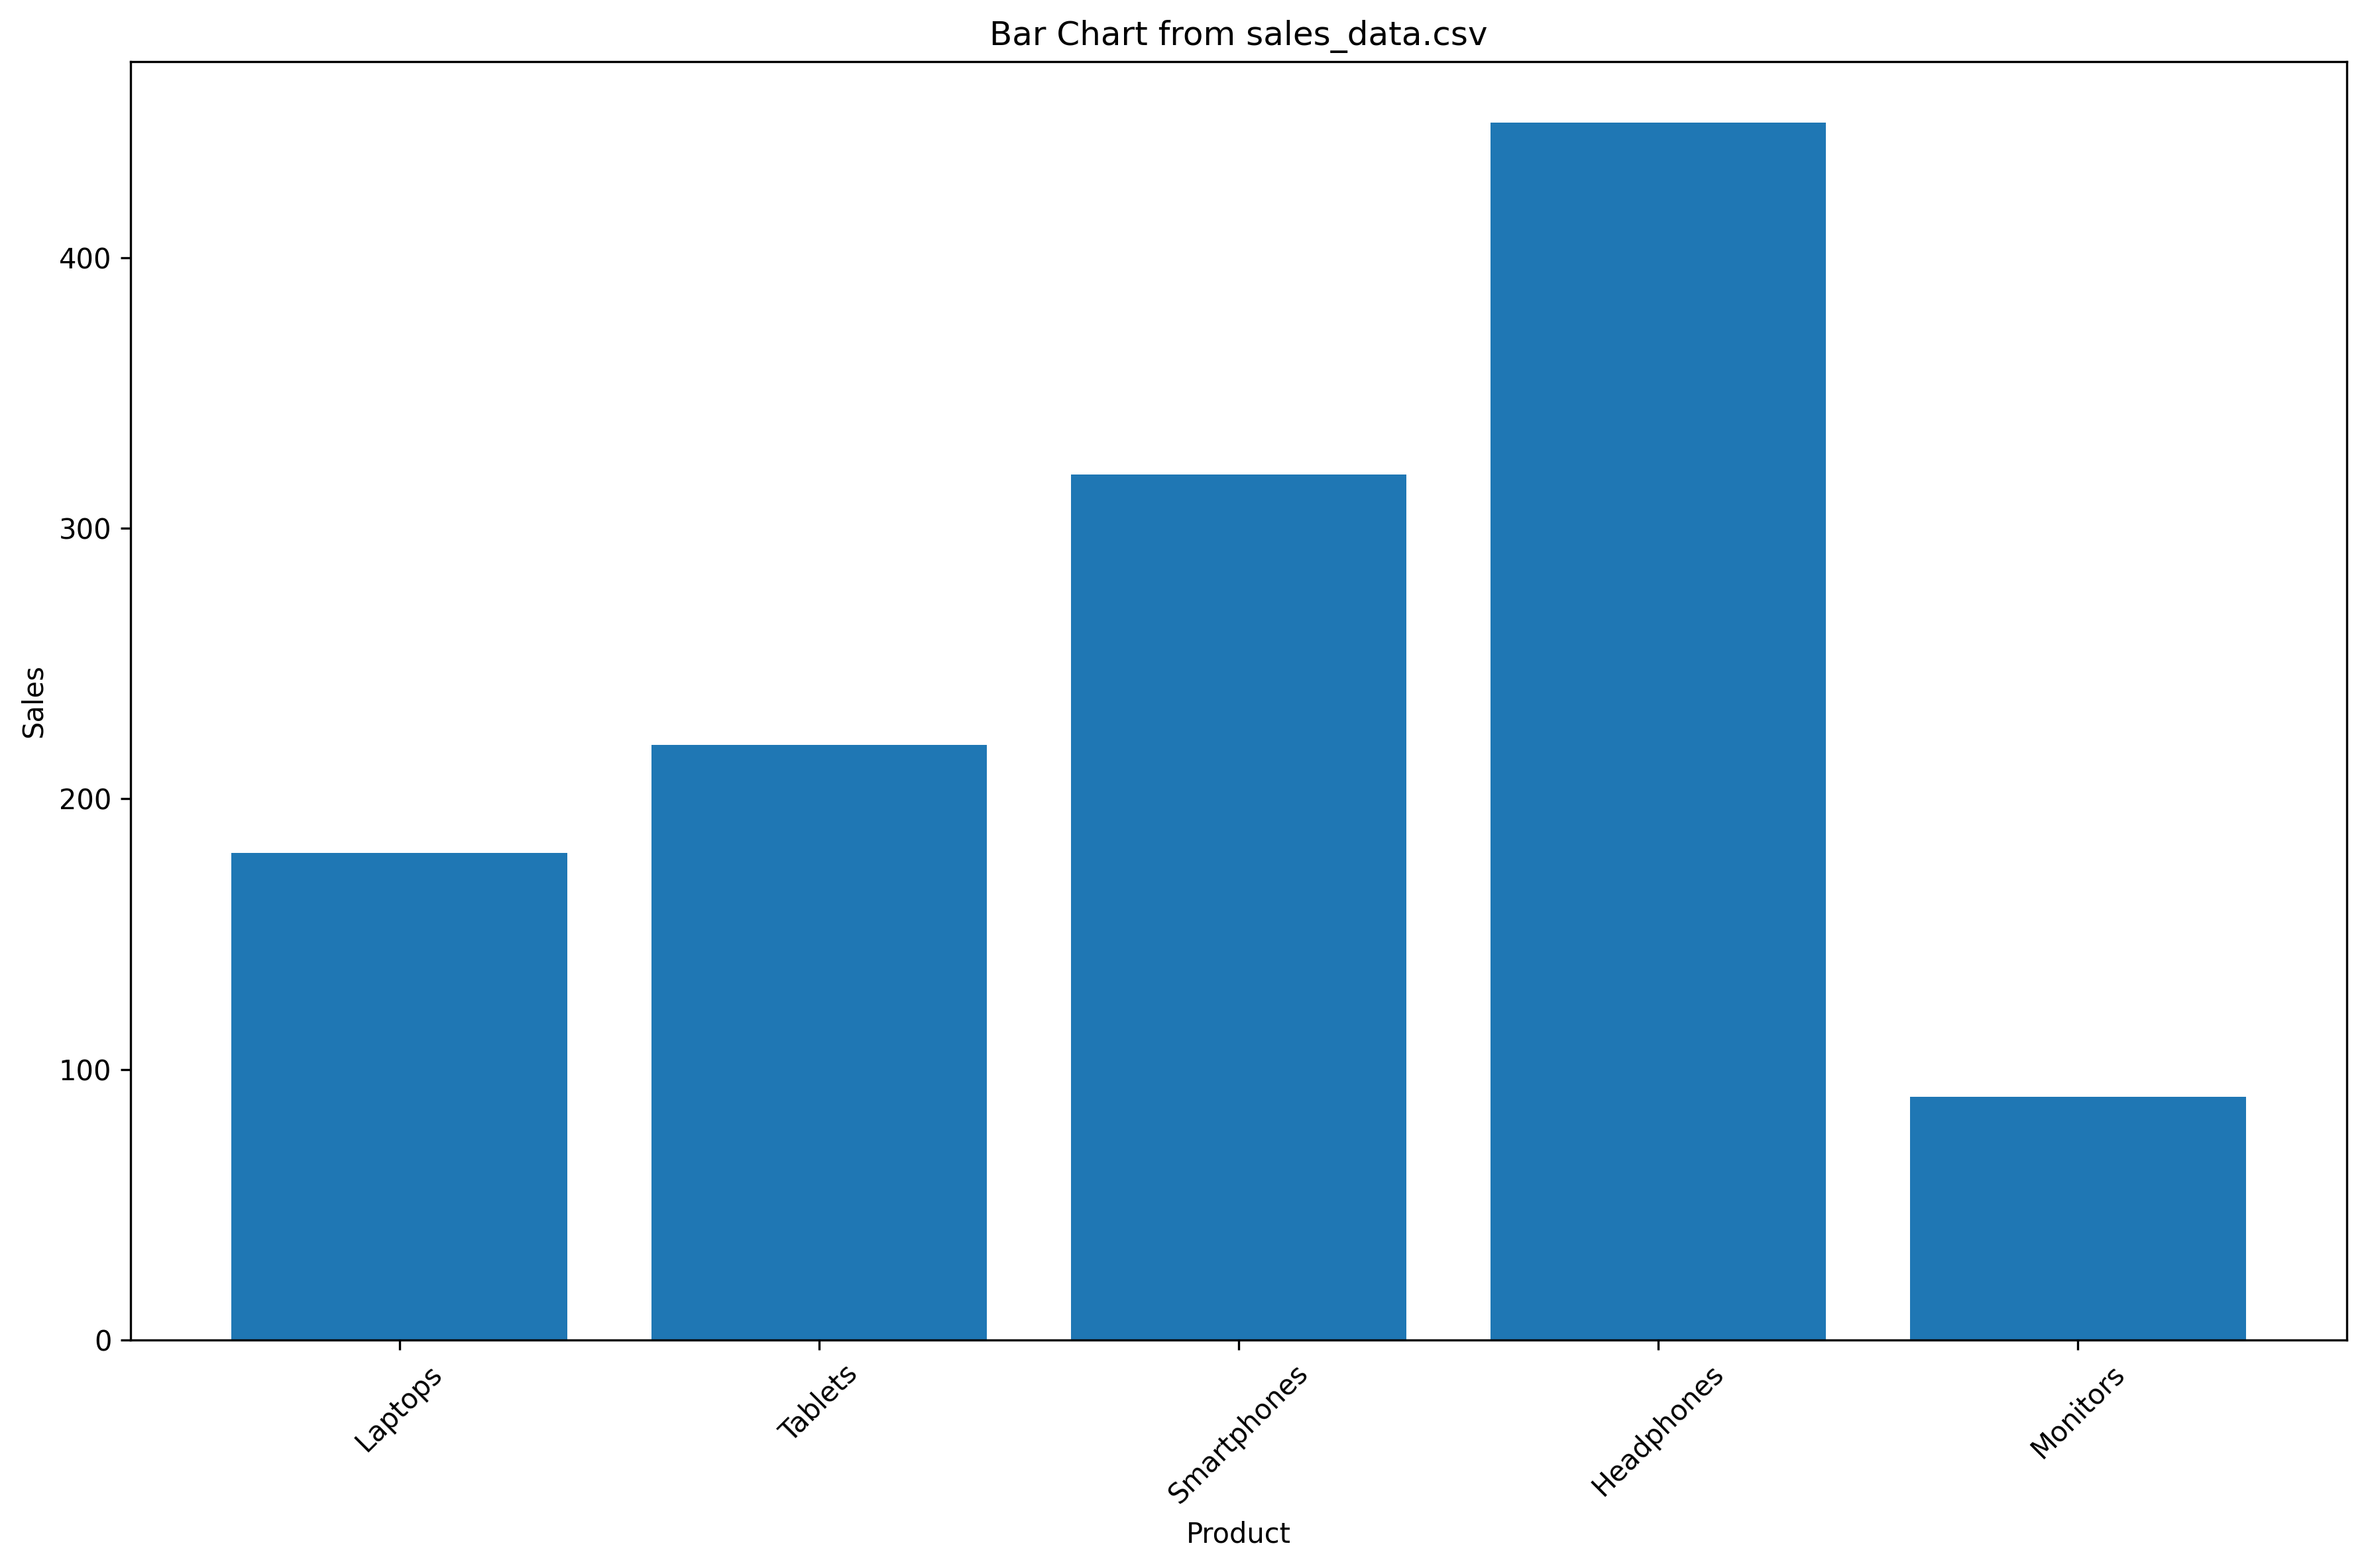 Bar Chart from sales_data.csv
Sales
400
300
200
100
0
Laptops
Tablets
Smartphones
Headphones
Monitors
Product